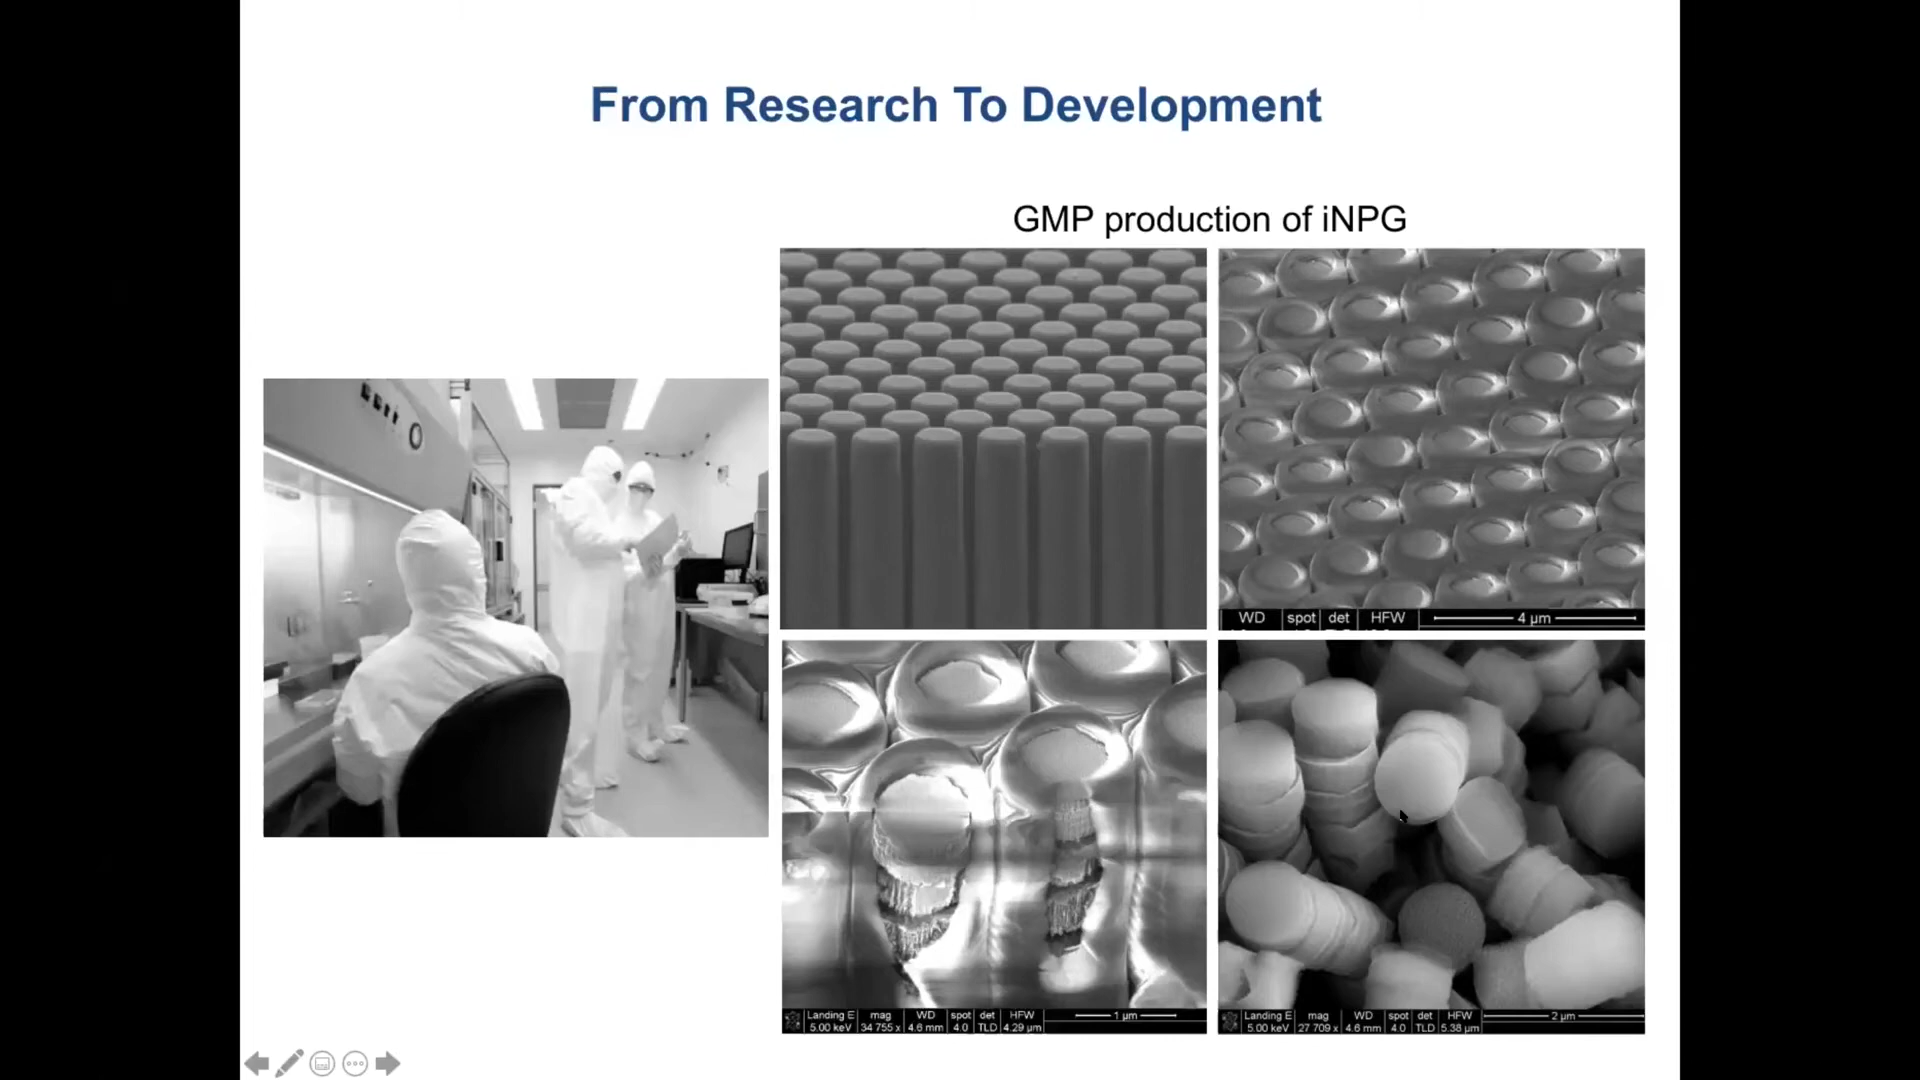 From Research To Development
GMP production of iNPG
WD spot det HFW 4 µm
Landing E mag WD spot det HFW 1 µm
5.00 keV 34 755 x 4.6 mm 4.0 TLD 4.29 µm
Landing E mag WD spot det HFW 2 µm
5.00 keV 27 709 x 4.6 mm 4.0 TLD 5.38 µm